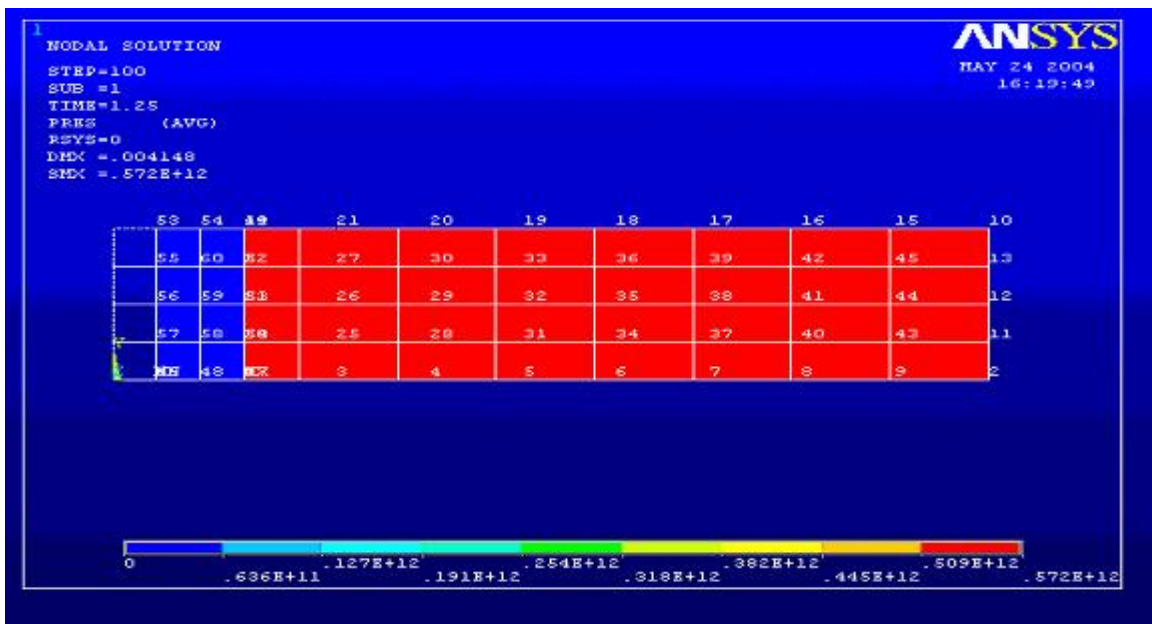 1
NODAL SOLUTION
ANSYS
STEP=100
MAY 24 2004
SUB =1
16:19:49
TIME=1.25
PRES (AVG)
RSYS=0
DMX =.004148
SMX =.572E+12
53 54 21 20 19 18 17 16 15 10
55 60 27 30 33 36 39 42 45 13
56 59 26 29 32 35 38 41 44 12
57 58 25 28 31 34 37 40 43 11
48 3 4 5 6 7 8 9 2
0 .127E+12 .254E+12 .382E+12 .509E+12
.636E+11 .191E+12 .318E+12 .445E+12 .572E+12